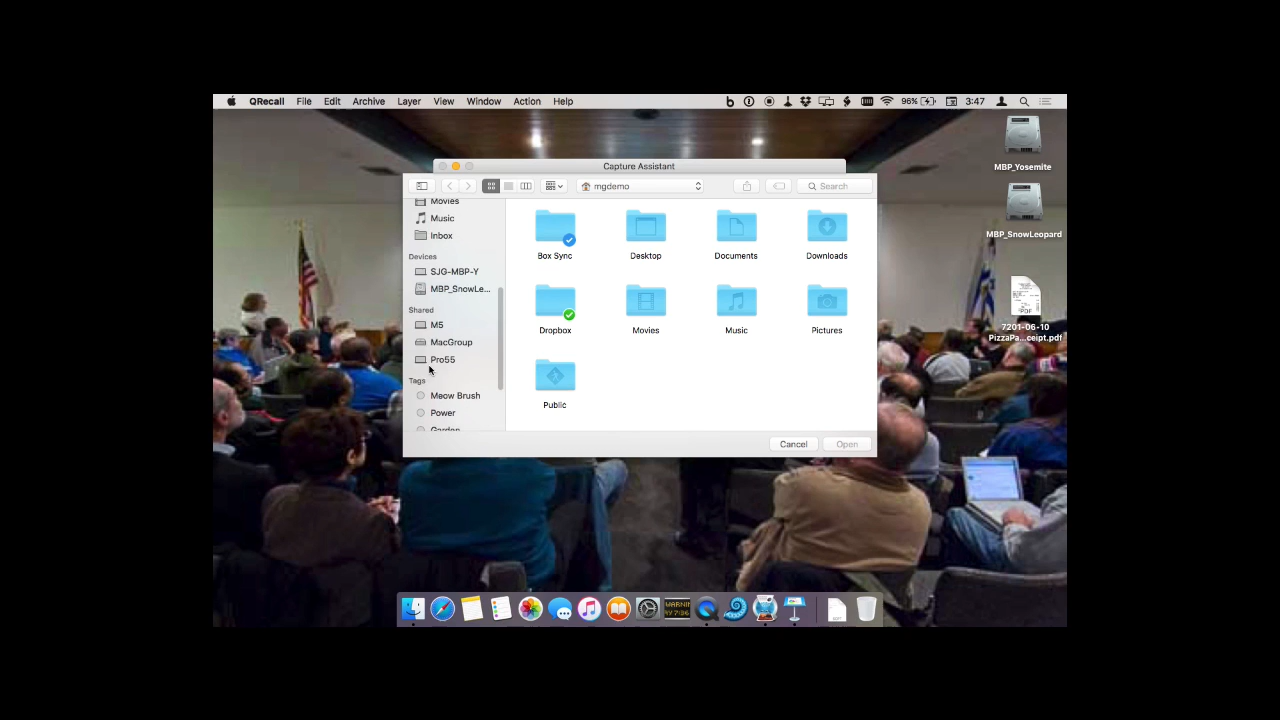 QRecall File Edit Archive Layer View Window Action Help 96% 3:47
MBP_Yosemite
MBP_SnowLeopard
PDF
7201-06-10
PizzaPa...ceipt.pdf
Capture Assistant
mgdemo
Search
Movies
Music
Inbox
Devices
SJG-MBP-Y
MBP_SnowLe...
Shared
M5
MacGroup
Pro55
Tags
Meow Brush
Power
Garden
Box Sync
Desktop
Documents
Downloads
Dropbox
Movies
Music
Pictures
Public
Cancel
Open